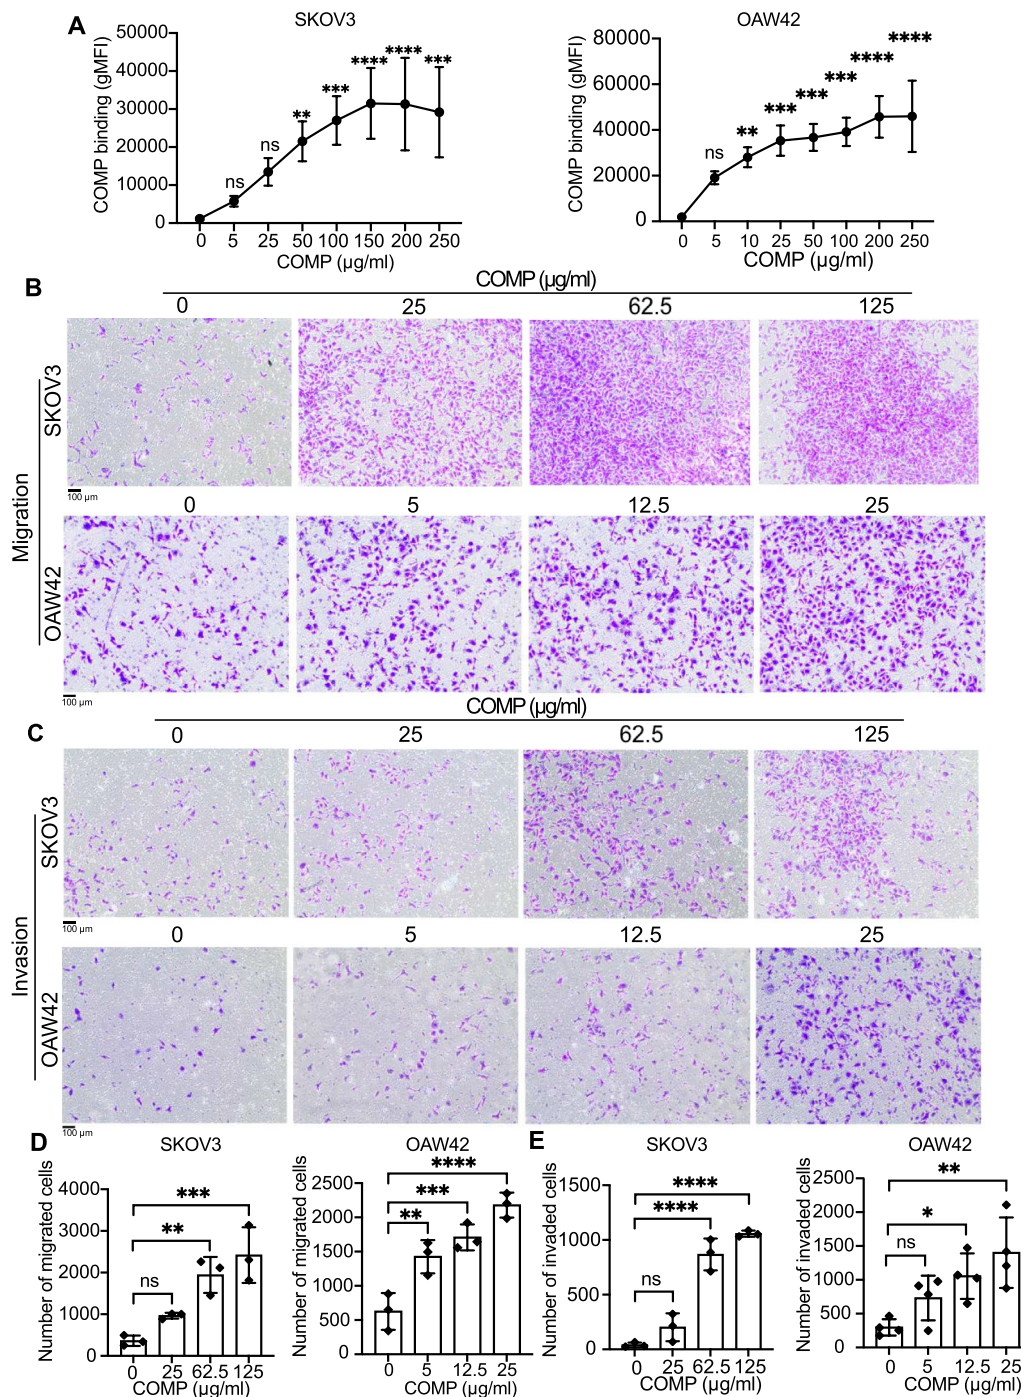 A
SKOV3
OAW42
COMP binding (gMFI)
50000
40000
30000
20000
10000
0
ns
ns
**
***
****
****
***
0 5 25 50 100 150 200 250
COMP (µg/ml)
COMP binding (gMFI)
80000
60000
40000
20000
0
ns
**
***
***
***
****
****
0 5 10 25 50 100 200 250
COMP (µg/ml)
B
COMP (µg/ml)
0 25 62.5 125
Migration
SKOV3
100 µm
0 5 12.5 25
OAW42
100 µm
COMP (µg/ml)
C
0 25 62.5 125
Invasion
SKOV3
100 µm
0 5 12.5 25
OAW42
100 µm
D
SKOV3
Number of migrated cells
4000
3000
2000
1000
0
***
**
ns
0 25 62.5 125
COMP (µg/ml)
OAW42
Number of migrated cells
2500
2000
1500
1000
500
0
****
***
**
0 5 12.5 25
COMP (µg/ml)
E
SKOV3
Number of invaded cells
1500
1000
500
0
****
****
ns
0 25 62.5 125
COMP (µg/ml)
OAW42
Number of invaded cells
2500
2000
1500
1000
500
0
**
*
ns
0 5 12.5 25
COMP (µg/ml)